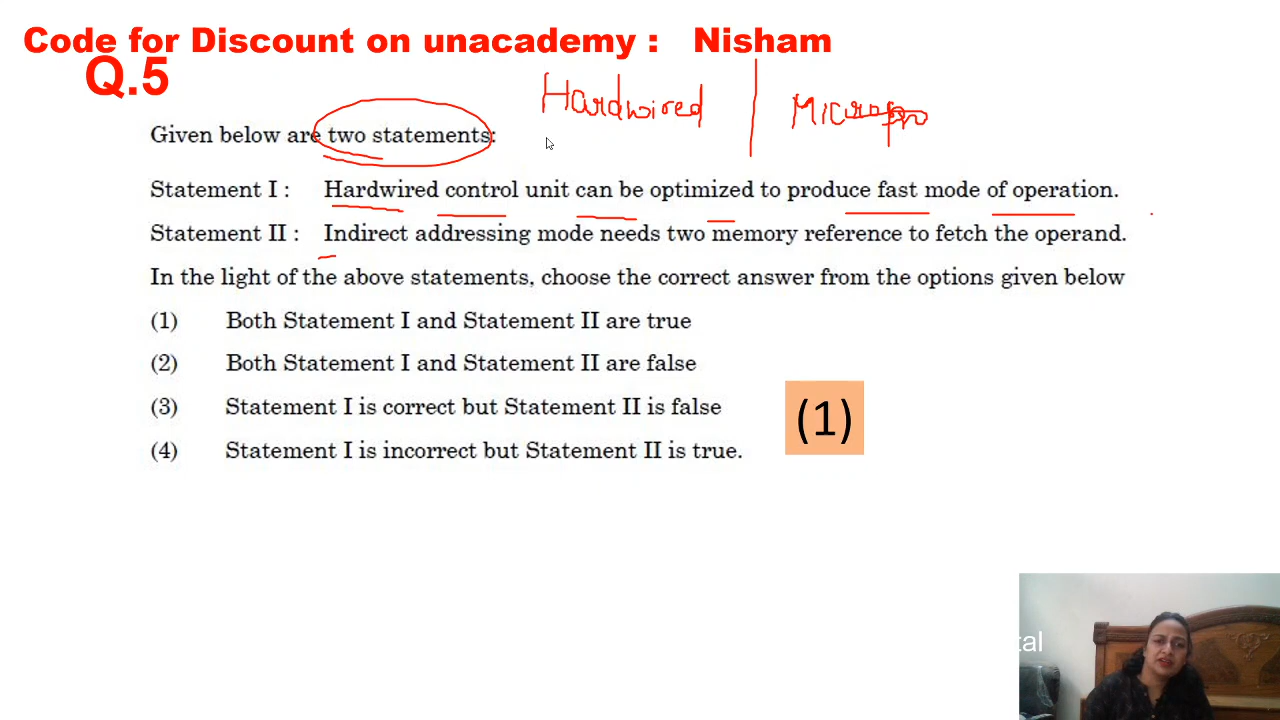 Code for Discount on unacademy : Nisham
Q.5
Hardwired | Micropro
Given below are two statements:
Statement I : Hardwired control unit can be optimized to produce fast mode of operation.
Statement II : Indirect addressing mode needs two memory reference to fetch the operand.
In the light of the above statements, choose the correct answer from the options given below
(1) Both Statement I and Statement II are true
(2) Both Statement I and Statement II are false
(3) Statement I is correct but Statement II is false
(4) Statement I is incorrect but Statement II is true.
(1)
tal